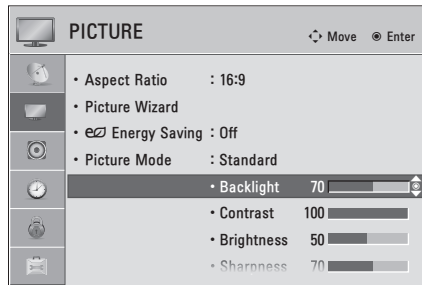 PICTURE Move Enter
• Aspect Ratio : 16:9
• Picture Wizard
• Energy Saving : Off
• Picture Mode : Standard
• Backlight 70
• Contrast 100
• Brightness 50
• Sharpness 70